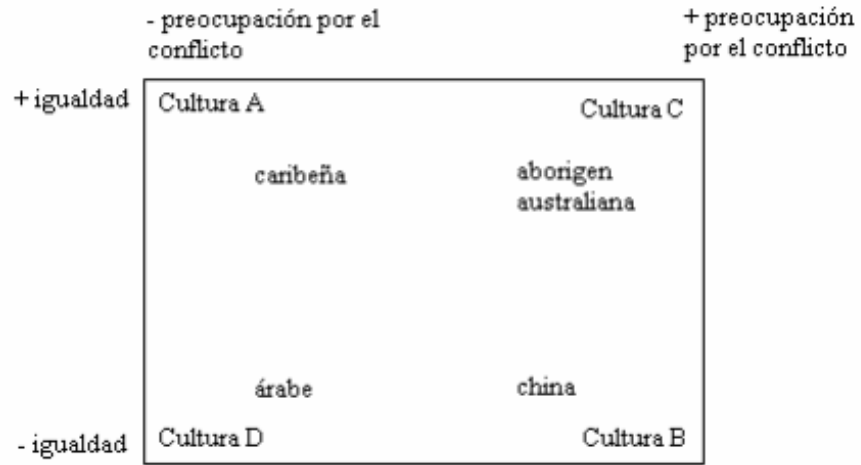 - preocupación por el
conflicto
+ preocupación
por el conflicto
+ igualdad
Cultura A
Cultura C
caribeña
aborigen
australiana
árabe
china
- igualdad
Cultura D
Cultura B